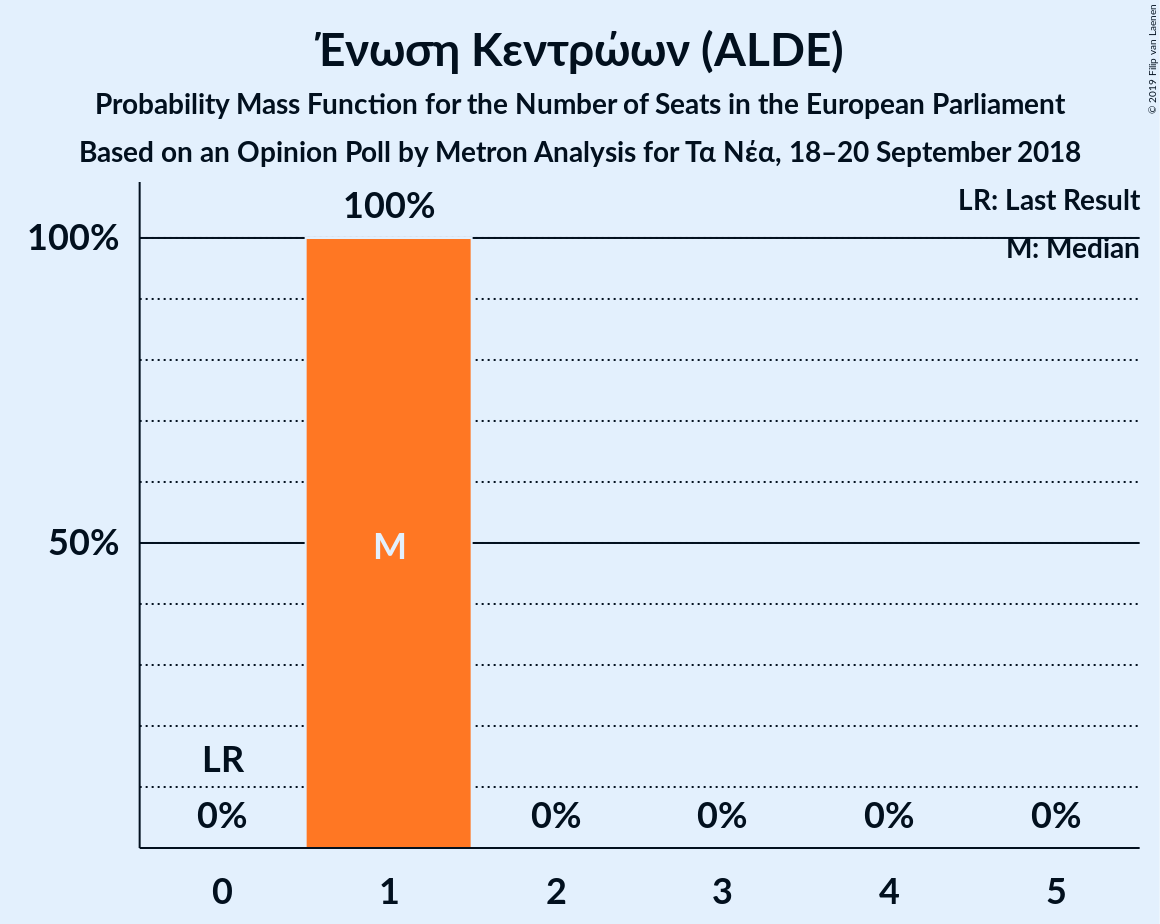 Ένωση Κεντρώων (ALDE)
Probability Mass Function for the Number of Seats in the European Parliament
Based on an Opinion Poll by Metron Analysis for Τα Νέα, 18–20 September 2018
© 2019 Filip van Laenen
LR: Last Result
M: Median
100%
100%
50%
M
LR
0%
0%
0%
0%
0%
0
1
2
3
4
5